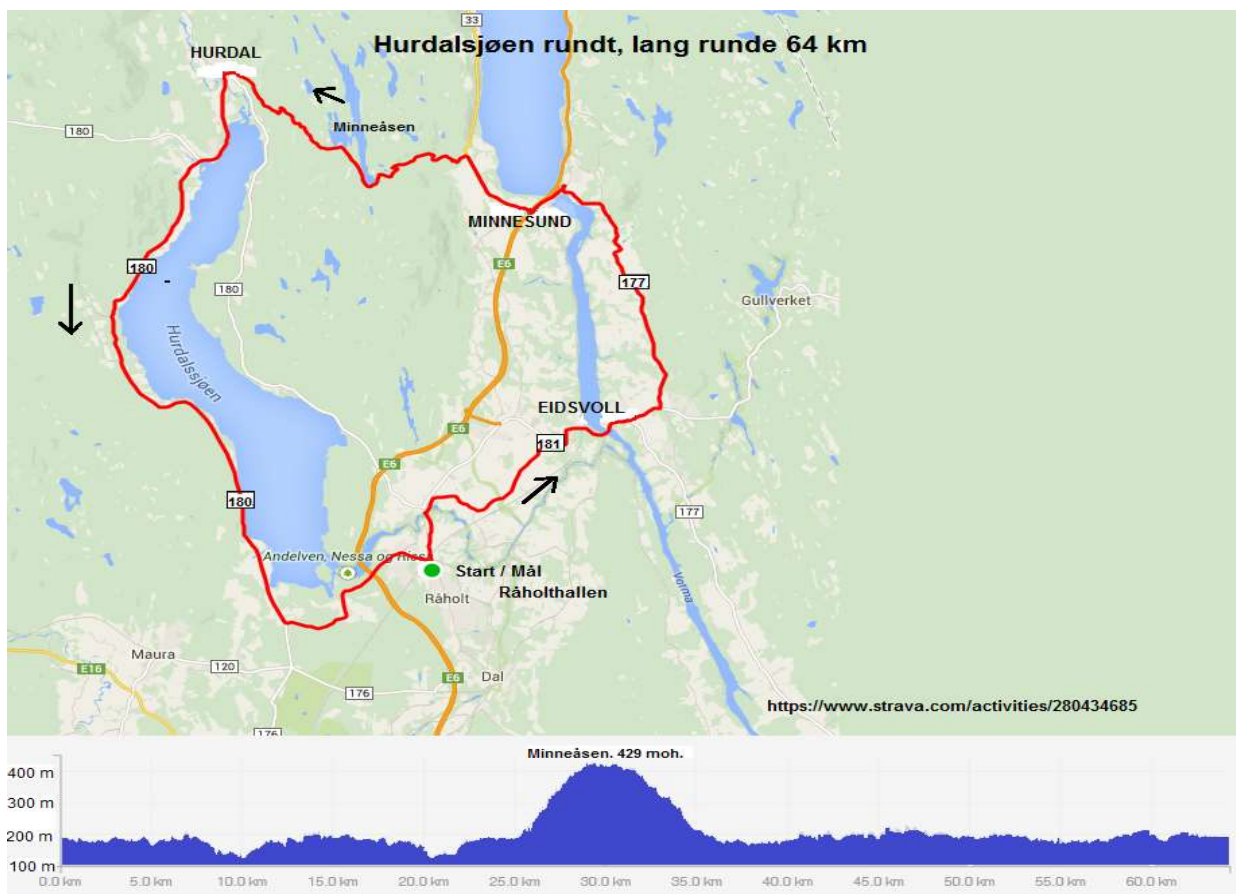 33
Hurdalsjøen rundt, lang runde 64 km
HURDAL
180
Minneåsen
MINNESUND
180
E6
180
177
Gullverket
Hurdalssjøen
EIDSVOLL
E6
181
E6
180
177
Andelven, Nessa og
Start / Mål
Råholthallen
Råholt
Vorma
Maura
E16
120
176
E6
Dal
https://www.strava.com/activities/280434685
176
Minneåsen. 429 moh.
400 m
300 m
200 m
100 m
0.0 km 5.0 km 10.0 km 15.0 km 20.0 km 25.0 km 30.0 km 35.0 km 40.0 km 45.0 km 50.0 km 55.0 km 60.0 km